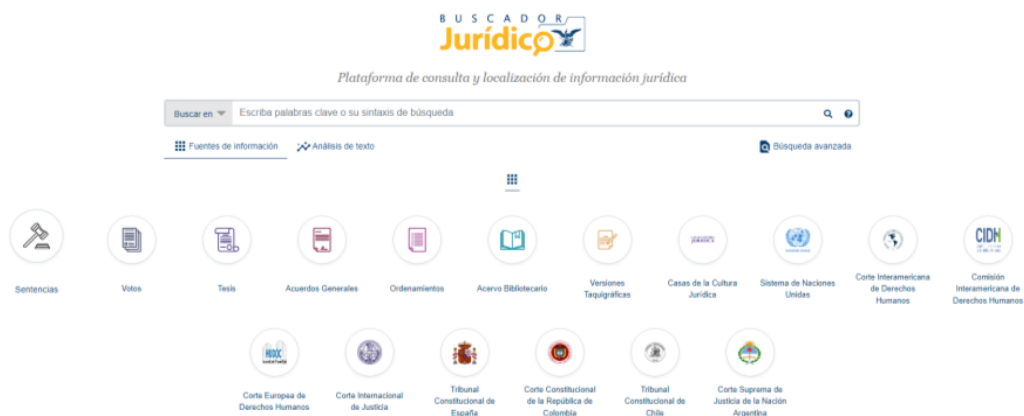 BUSCADOR
Jurídico
Plataforma de consulta y localización de información jurídica
Buscar en
Escriba palabras clave o su sintaxis de búsqueda
Fuentes de información
Análisis de texto
Búsqueda avanzada
Sentencias
Votos
Tesis
Acuerdos Generales
Ordenamientos
Acervo Bibliotecario
Versiones
Taquigráficas
JURÍDICA
Casas de la Cultura
Jurídica
Sistema de Naciones
Unidas
Corte Interamericana
de Derechos
Humanos
CIDH
Comisión
Interamericana de
Derechos Humanos
HUDOC
Corte Europea de
Derechos Humanos
Corte Internacional
de Justicia
Tribunal
Constitucional de
España
Corte Constitucional
de la República de
Colombia
Tribunal
Constitucional de
Chile
Corte Suprema de
Justicia de la Nación
Argentina